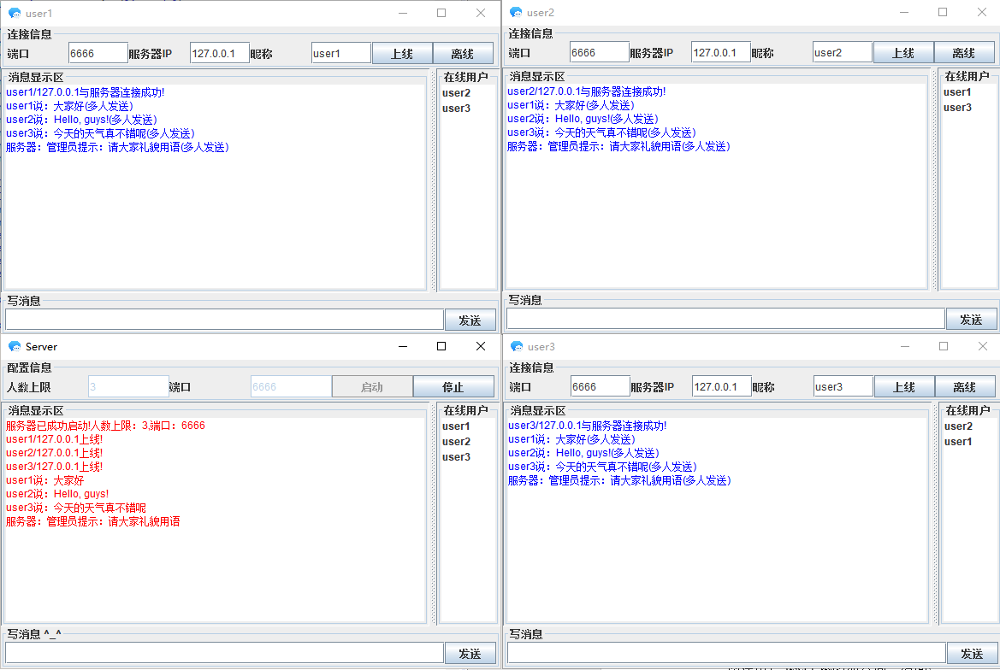 user1
连接信息
端口 6666 服务器IP 127.0.0.1 昵称 user1 上线 离线
消息显示区
user1/127.0.0.1与服务器连接成功!
user1说：大家好(多人发送)
user2说：Hello, guys!(多人发送)
user3说：今天的天气真不错呢(多人发送)
服务器：管理员提示：请大家礼貌用语(多人发送)
在线用户
user2
user3
写消息
发送
user2
连接信息
端口 6666 服务器IP 127.0.0.1 昵称 user2 上线 离线
消息显示区
user2/127.0.0.1与服务器连接成功!
user1说：大家好(多人发送)
user2说：Hello, guys!(多人发送)
user3说：今天的天气真不错呢(多人发送)
服务器：管理员提示：请大家礼貌用语(多人发送)
在线用户
user1
user3
写消息
发送
Server
配置信息
人数上限 3 端口 6666 启动 停止
消息显示区
服务器已成功启动!人数上限：3,端口：6666
user1/127.0.0.1上线!
user2/127.0.0.1上线!
user3/127.0.0.1上线!
user1说：大家好
user2说：Hello, guys!
user3说：今天的天气真不错呢
服务器：管理员提示：请大家礼貌用语
在线用户
user1
user2
user3
写消息 ^_^
发送
user3
连接信息
端口 6666 服务器IP 127.0.0.1 昵称 user3 上线 离线
消息显示区
user3/127.0.0.1与服务器连接成功!
user1说：大家好(多人发送)
user2说：Hello, guys!(多人发送)
user3说：今天的天气真不错呢(多人发送)
服务器：管理员提示：请大家礼貌用语(多人发送)
在线用户
user2
user1
写消息
发送